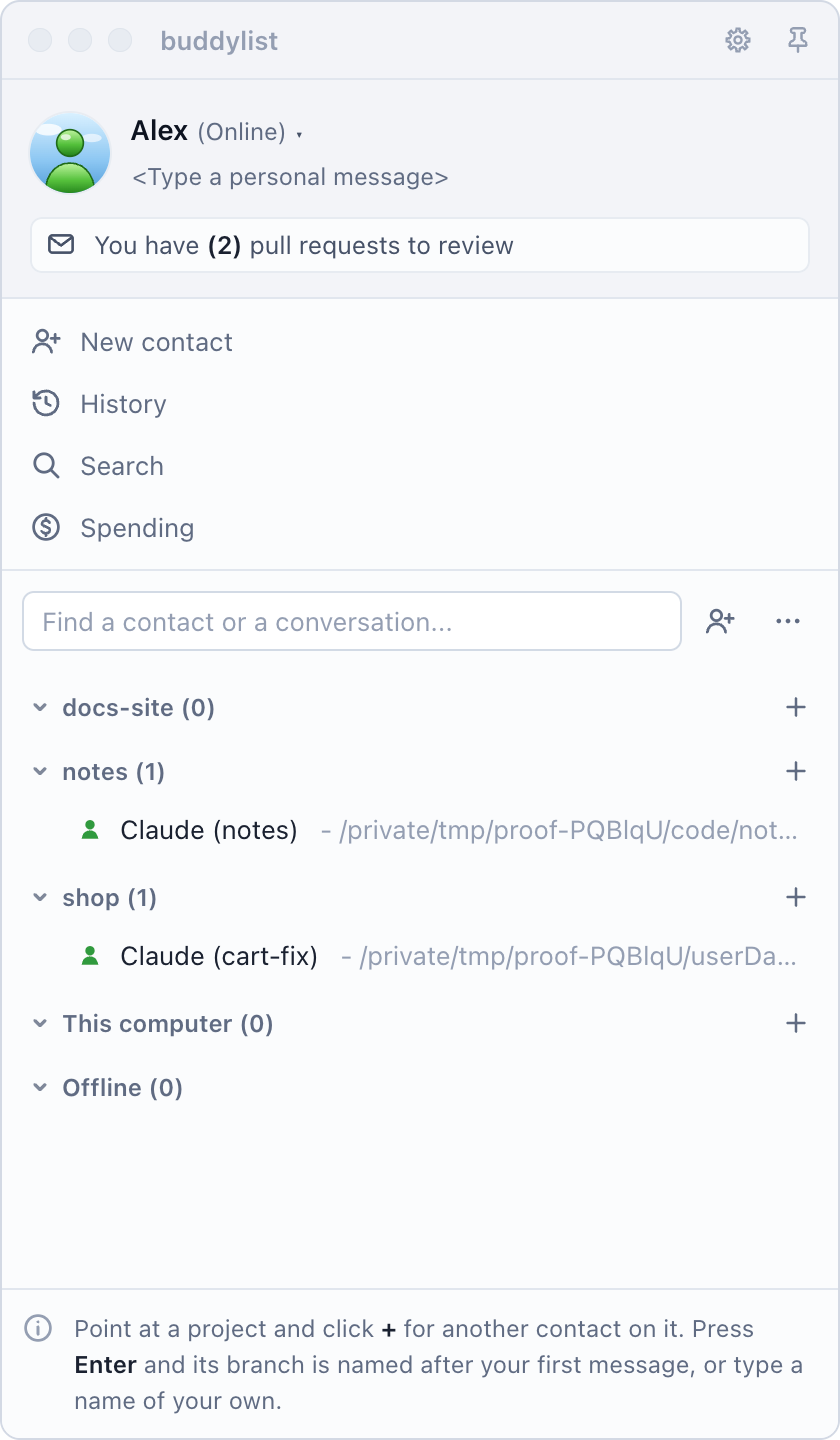 buddylist
Alex (Online) ▾
<Type a personal message>
You have (2) pull requests to review
New contact
History
Search
Spending
Find a contact or a conversation...
docs-site (0)
notes (1)
Claude (notes) - /private/tmp/proof-PQBlqU/code/not...
shop (1)
Claude (cart-fix) - /private/tmp/proof-PQBlqU/userDa...
This computer (0)
Offline (0)
Point at a project and click + for another contact on it. Press
Enter and its branch is named after your first message, or type a
name of your own.